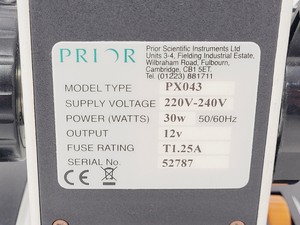 PRIOR
Prior Scientific Instruments Ltd
Units 3-4, Fielding Industrial Estate,
Wilbraham Road, Fulbourn,
Cambridge, CB1 5ET.
Tel. (01223) 881711
MODEL TYPE PX043
SUPPLY VOLTAGE 220V-240V
POWER (WATTS) 30w 50/60Hz
OUTPUT 12v
FUSE RATING T1.25A
SERIAL No 52787